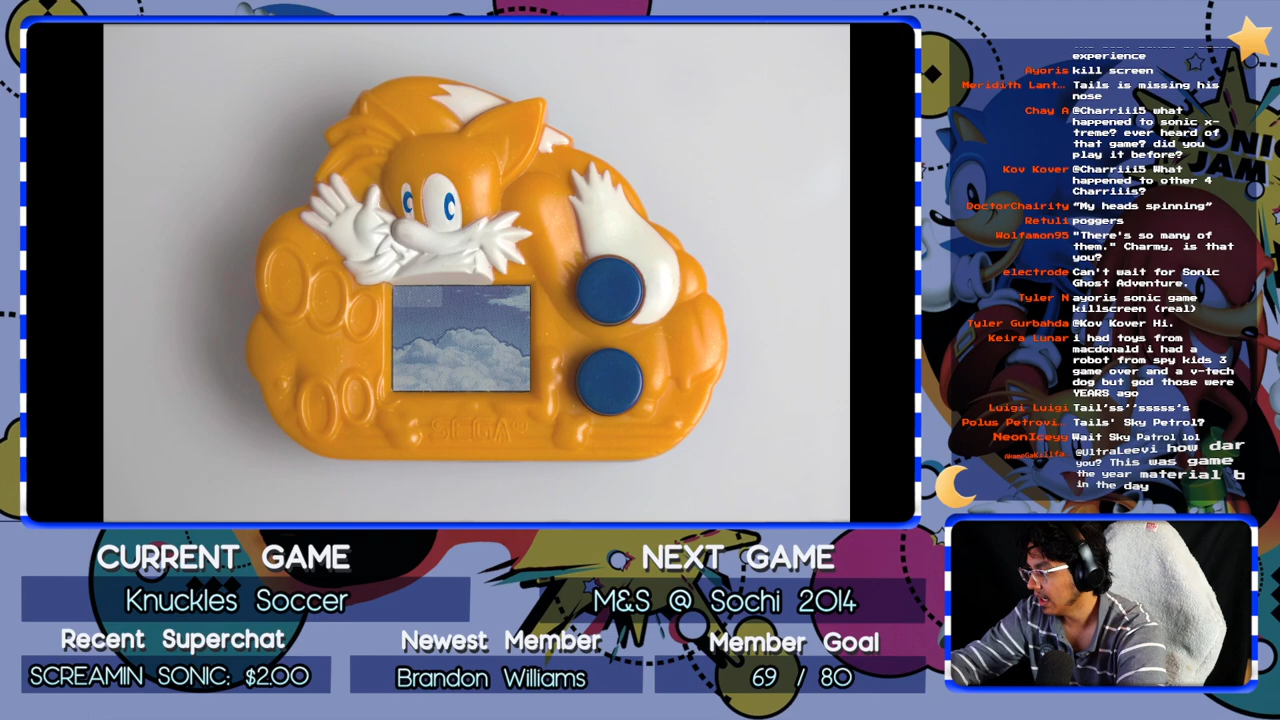 SEGA
SONIC
JAM
experience
Ayoris kill screen
Meridith Lant… Tails is missing his
nose
Chay A @Charriii5 what
happened to sonic x-
treme? ever heard of
that game? did you
play it before?
Kov Kover @Charriii5 What
happened to other 4
Charriiis?
DoctorChairity “My heads spinning”
Retuli poggers
Wolfamon95 "There's so many of
them." Charmy, is that
you?
electrode Can't wait for Sonic
Ghost Adventure.
Tyler N ayoris sonic game
killscreen (real)
Tyler Gurbahda @Kov Kover Hi.
Keira Lunar i had toys from
macdonald i had a
robot from spy kids 3
game over and a v-tech
dog but god those were
YEARS ago
Luigi Luigi Tail’ss’’sssss’s
Polus Petrovi… Tails' Sky Petrol?
NeonIceyy Wait Sky Patrol lol
@UltraLeevi how dar
you? This was game
the year material b
in the day
CURRENT GAME
Knuckles Soccer
NEXT GAME
M&S @ Sochi 2014
Recent Superchat
SCREAMIN SONIC: $2.00
Newest Member
Brandon Williams
Member Goal
69 / 80